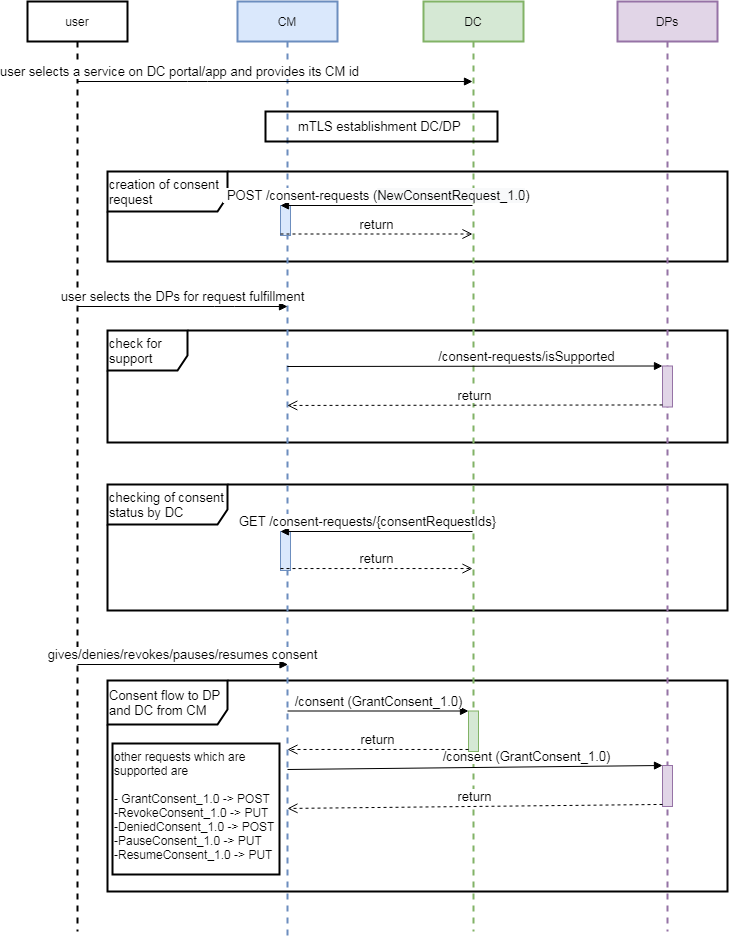 user
CM
DC
DPs
user selects a service on DC portal/app and provides its CM id
mTLS establishment DC/DP
creation of consent
request
POST /consent-requests (NewConsentRequest_1.0)
return
user selects the DPs for request fulfillment
check for
support
/consent-requests/isSupported
return
checking of consent
status by DC
GET /consent-requests/{consentRequestIds}
return
gives/denies/revokes/pauses/resumes consent
Consent flow to DP
and DC from CM
/consent (GrantConsent_1.0)
return
/consent (GrantConsent_1.0)
return
other requests which are
supported are
- GrantConsent_1.0 -> POST
-RevokeConsent_1.0 -> PUT
-DeniedConsent_1.0 -> POST
-PauseConsent_1.0 -> PUT
-ResumeConsent_1.0 -> PUT